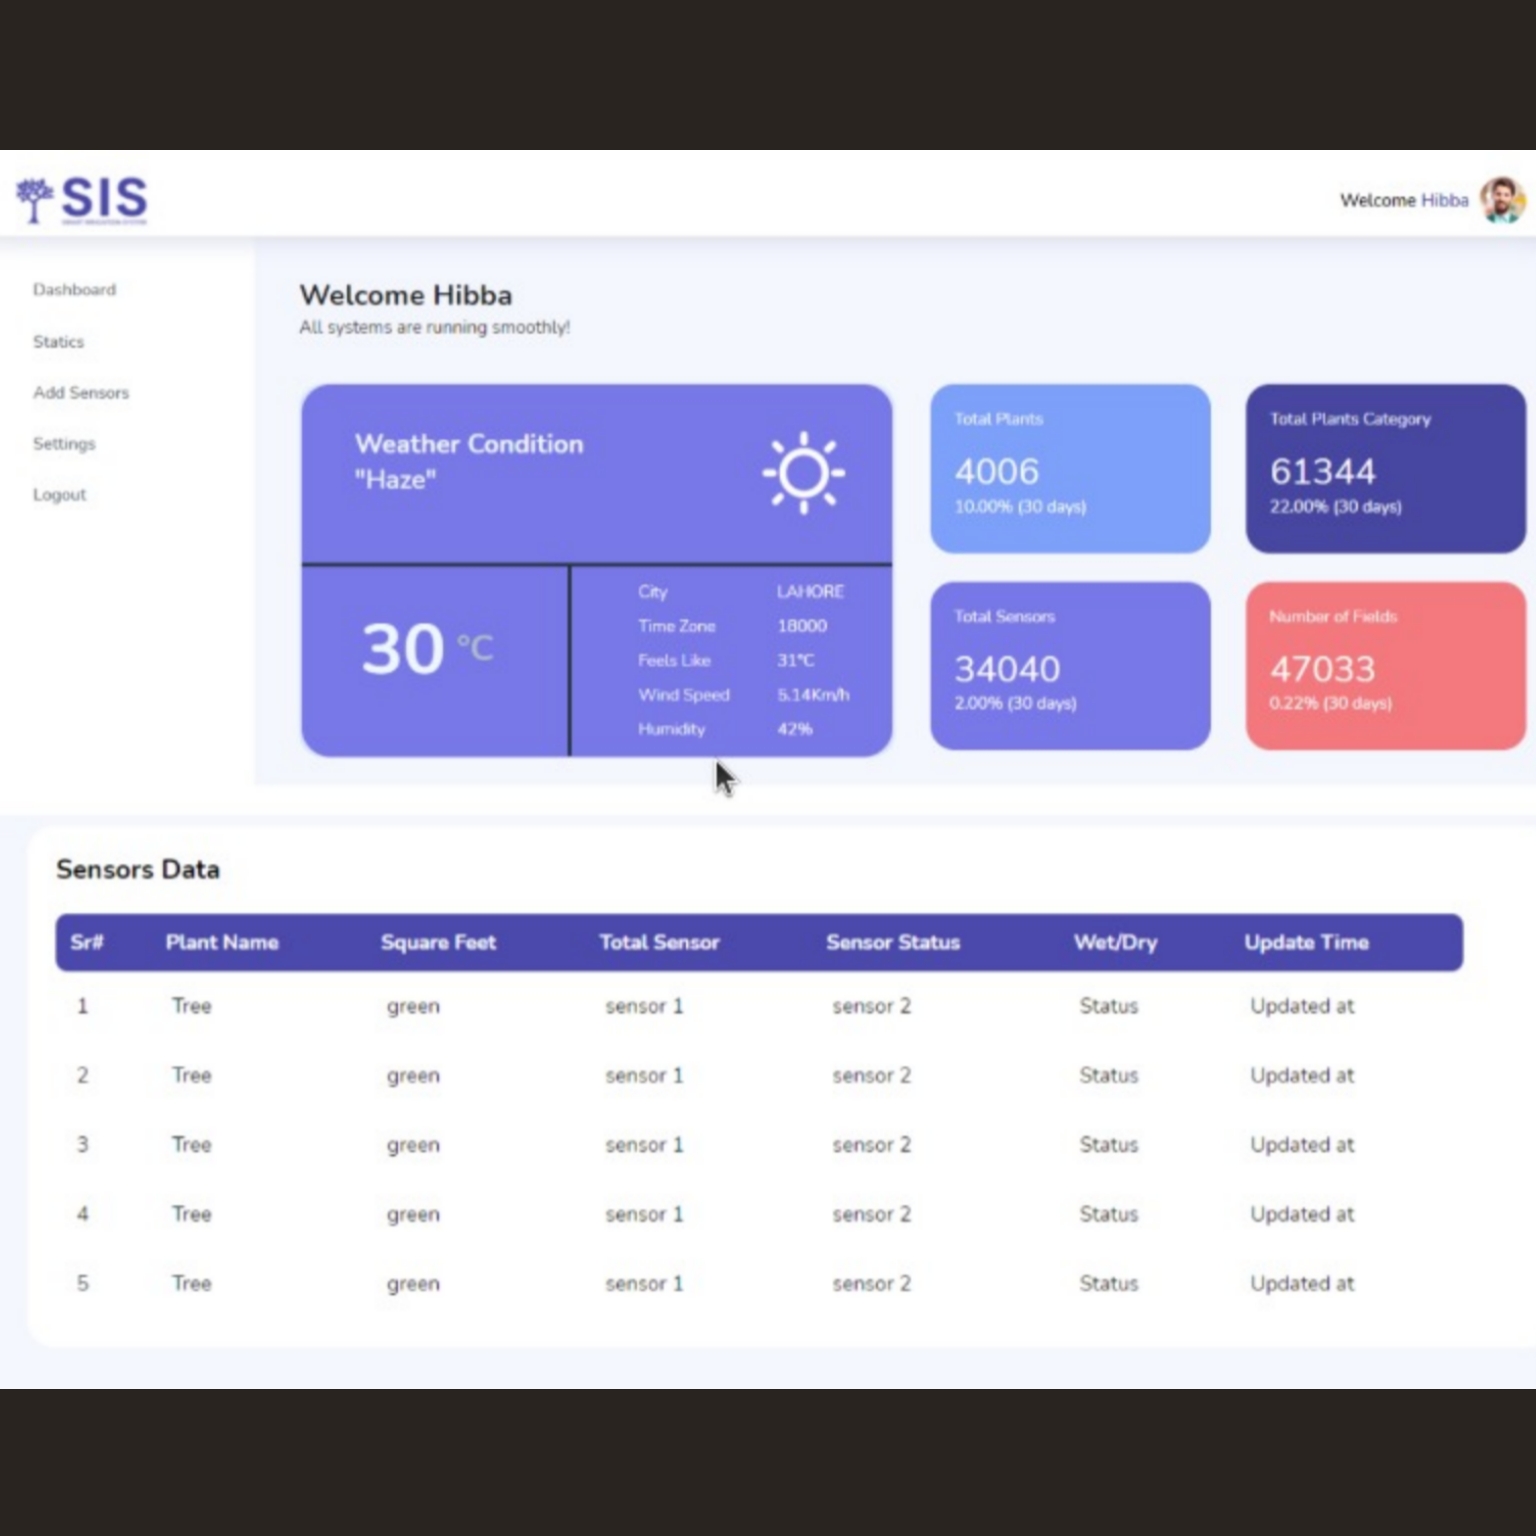 SIS
Welcome Hibba
Dashboard
Statics
Add Sensors
Settings
Logout
Welcome Hibba
All systems are running smoothly!
Weather Condition
"Haze"
30 °C
City LAHORE
Time Zone 18000
Feels Like 31°C
Wind Speed 5.14Km/h
Humidity 42%
Total Plants
4006
10.00% (30 days)
Total Plants Category
61344
22.00% (30 days)
Total Sensors
34040
2.00% (30 days)
Number of Fields
47033
0.22% (30 days)
Sensors Data
Sr# Plant Name Square Feet Total Sensor Sensor Status Wet/Dry Update Time
1 Tree green sensor 1 sensor 2 Status Updated at
2 Tree green sensor 1 sensor 2 Status Updated at
3 Tree green sensor 1 sensor 2 Status Updated at
4 Tree green sensor 1 sensor 2 Status Updated at
5 Tree green sensor 1 sensor 2 Status Updated at